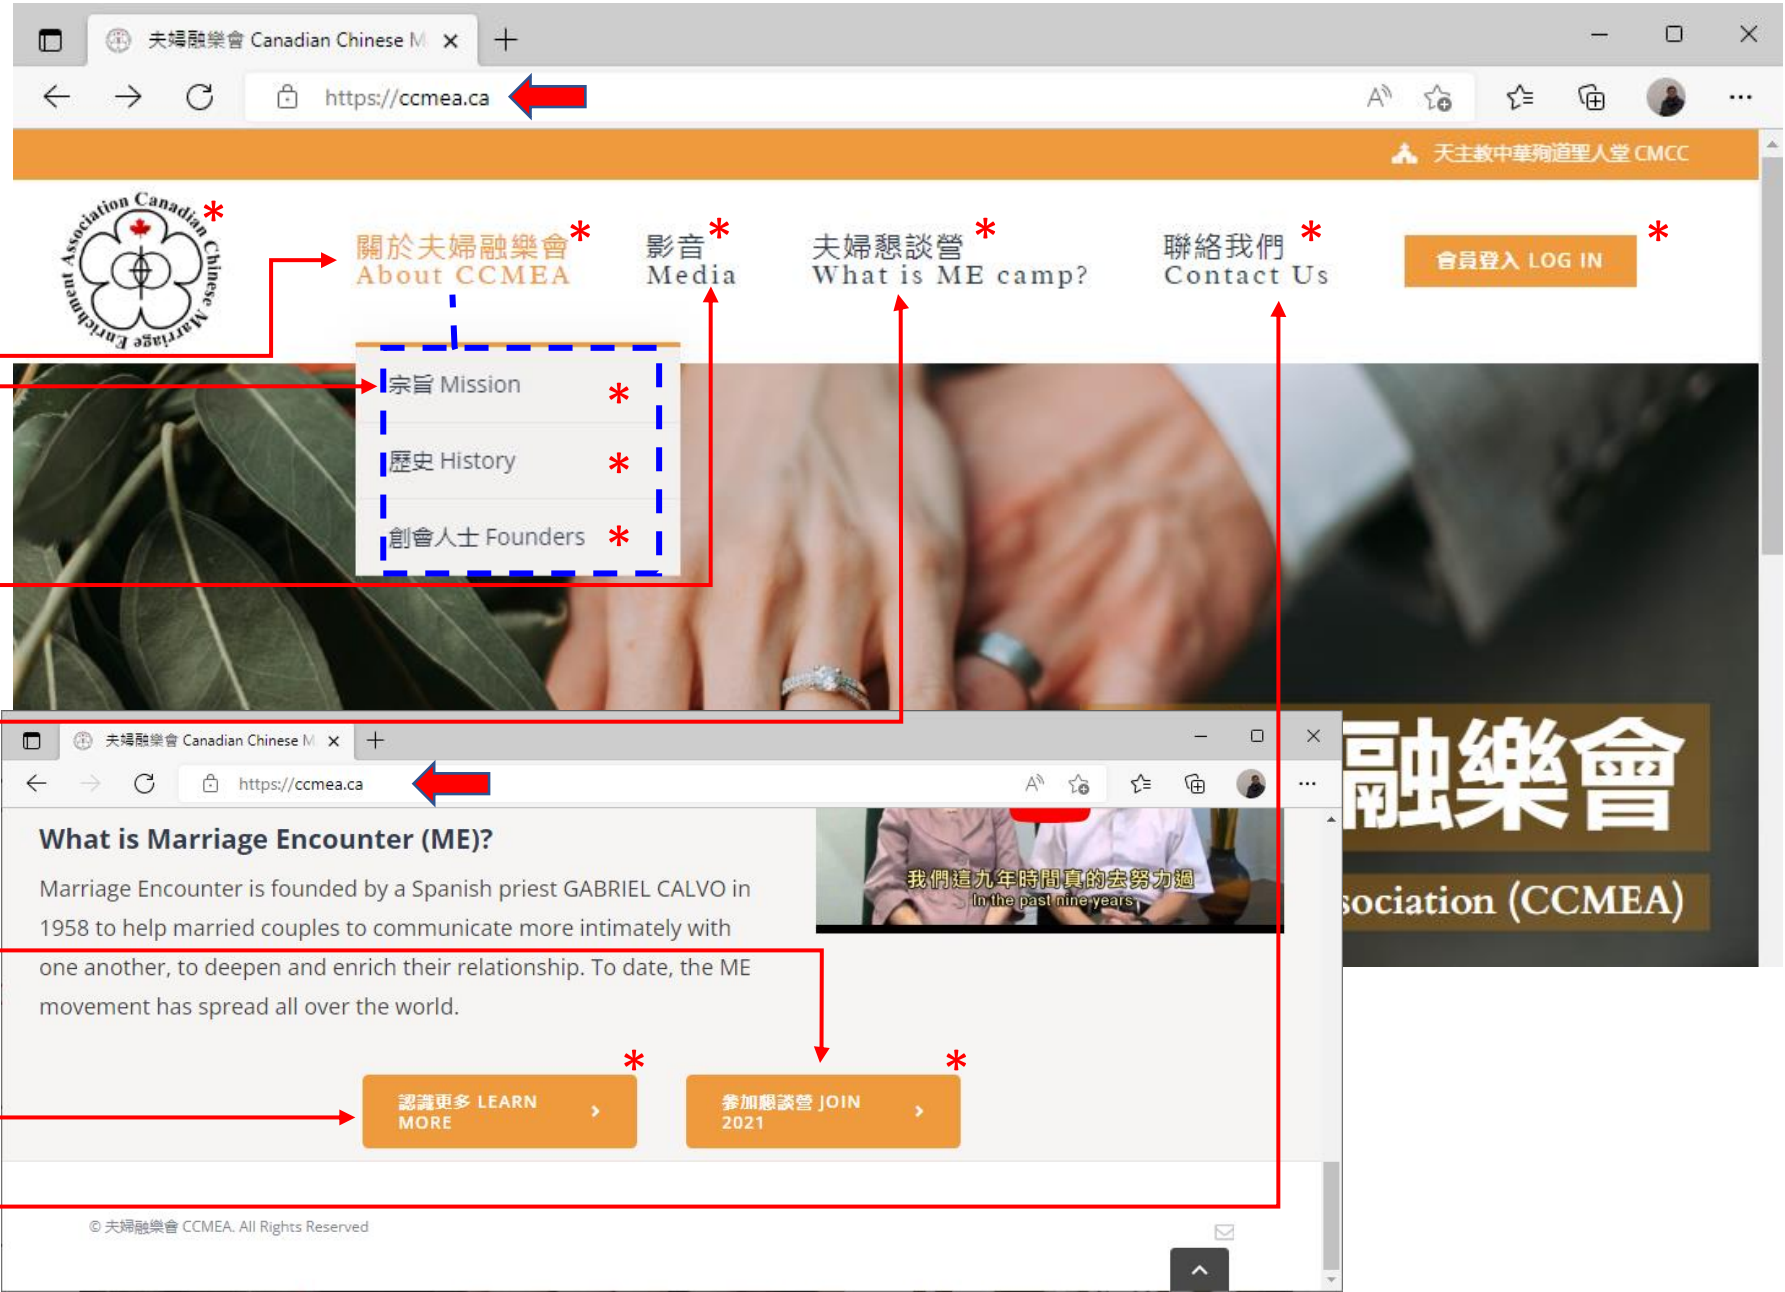 夫婦融樂會 Canadian Chinese M
https://ccmea.ca
天主教中華殉道聖人堂 CMCC
Association Canadian Chinese Marriage Enrichment
關於夫婦融樂會
About CCMEA
影音
Media
夫婦懇談營
What is ME camp?
聯絡我們
Contact Us
會員登入 LOG IN
宗旨 Mission
歷史 History
創會人士 Founders
融樂會
sociation (CCMEA)
夫婦融樂會 Canadian Chinese M
https://ccmea.ca
What is Marriage Encounter (ME)?
Marriage Encounter is founded by a Spanish priest GABRIEL CALVO in
1958 to help married couples to communicate more intimately with
one another, to deepen and enrich their relationship. To date, the ME
movement has spread all over the world.
我們這九年時間真的去努力過
In the past nine years,
認識更多 LEARN
MORE
參加懇談營 JOIN
2021
© 夫婦融樂會 CCMEA. All Rights Reserved